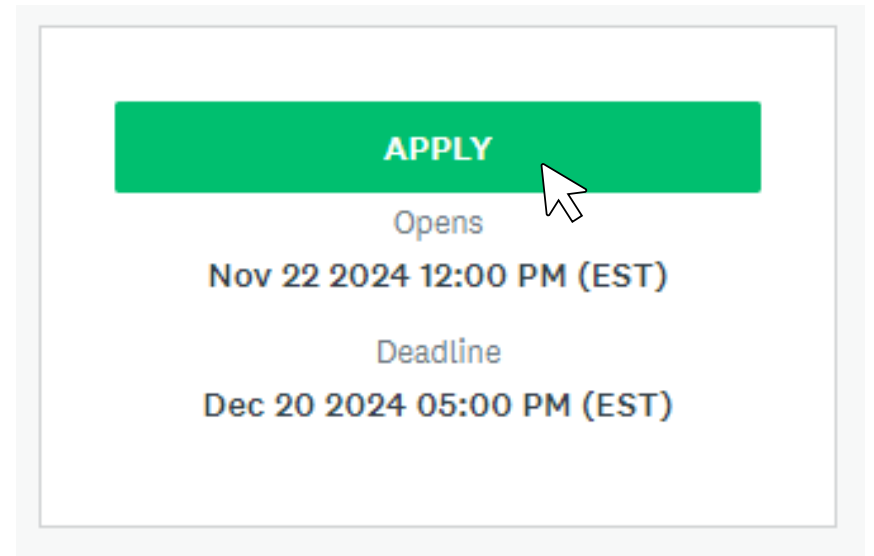 APPLY
Opens
Nov 22 2024 12:00 PM (EST)
Deadline
Dec 20 2024 05:00 PM (EST)